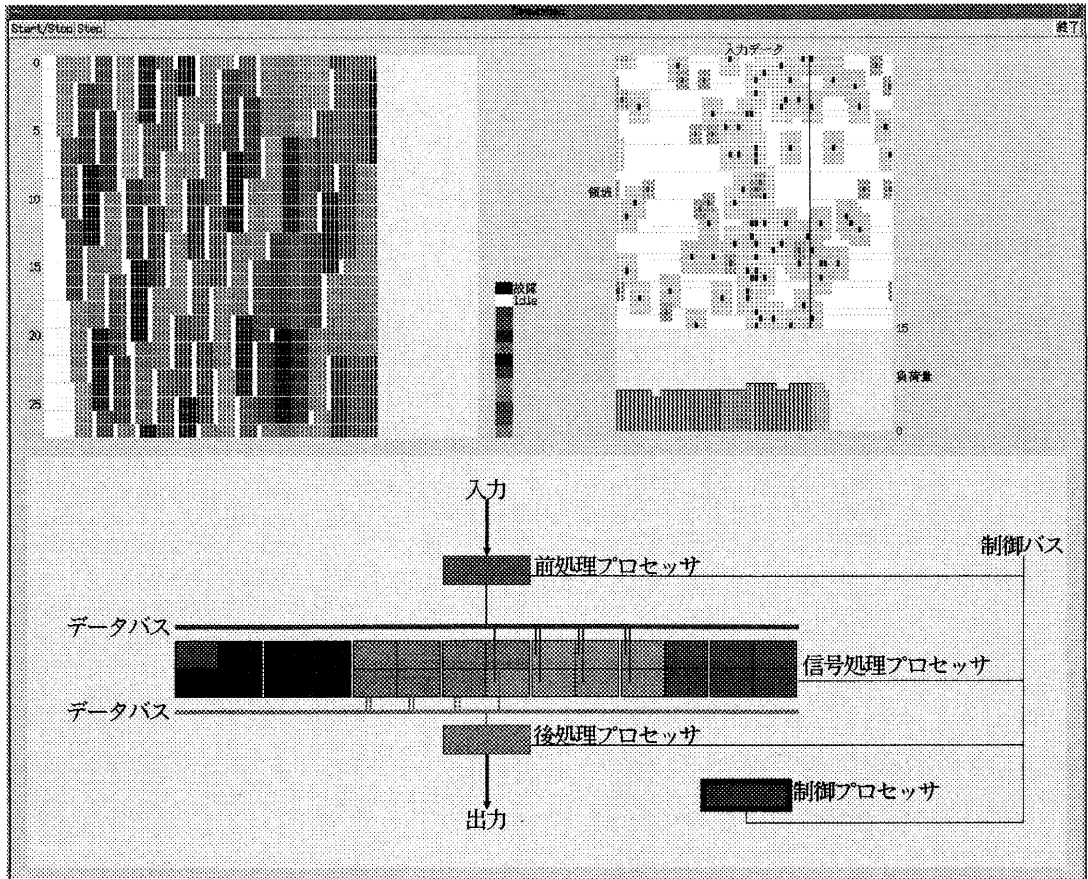 Start/Stop Step
終了
0
5
10
15
20
25
故障
Idle
入力データ
領域
15
負荷量
0
入力
前処理プロセッサ
制御バス
データバス
信号処理プロセッサ
データバス
後処理プロセッサ
制御プロセッサ
出力